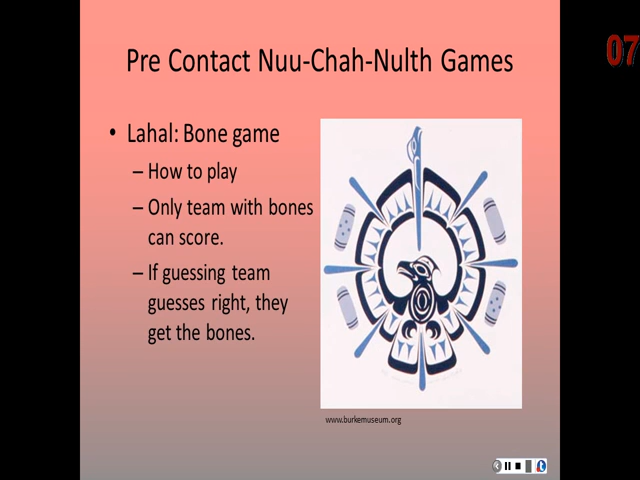 Pre Contact Nuu-Chah-Nulth Games
07
• Lahal: Bone game
– How to play
– Only team with bones
can score.
– If guessing team
guesses right, they
get the bones.
www.burkemuseum.org